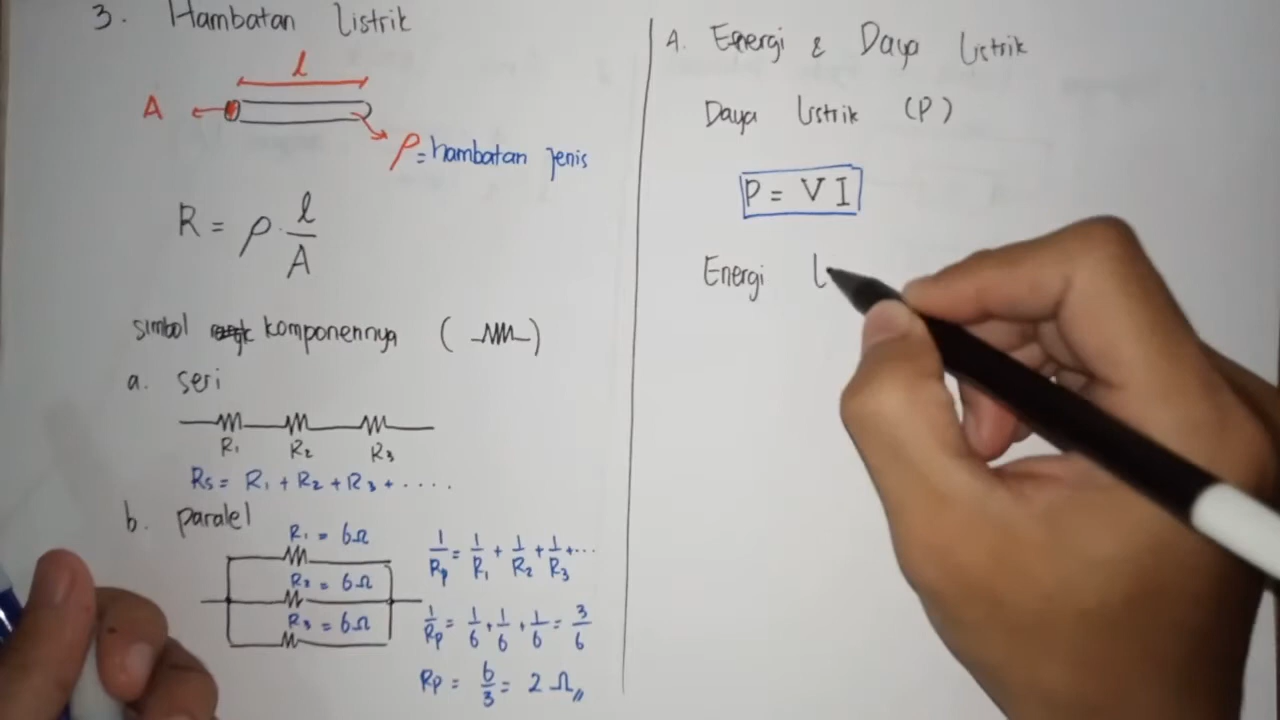 3. Hambatan Listrik
l
A
ρ = hambatan jenis
R = ρ · l/A
simbol komponennya ( )
a. seri
R₁ R₂ R₃
Rs = R₁ + R₂ + R₃ + ....
b. paralel
R₁ = 6Ω
R₂ = 6Ω
R₃ = 6Ω
1/Rp = 1/R₁ + 1/R₂ + 1/R₃ + ...
1/Rp = 1/6 + 1/6 + 1/6 = 3/6
Rp = 6/3 = 2 Ω //
4. Energi & Daya Listrik
Daya Listrik (P)
P = V I
Energi L